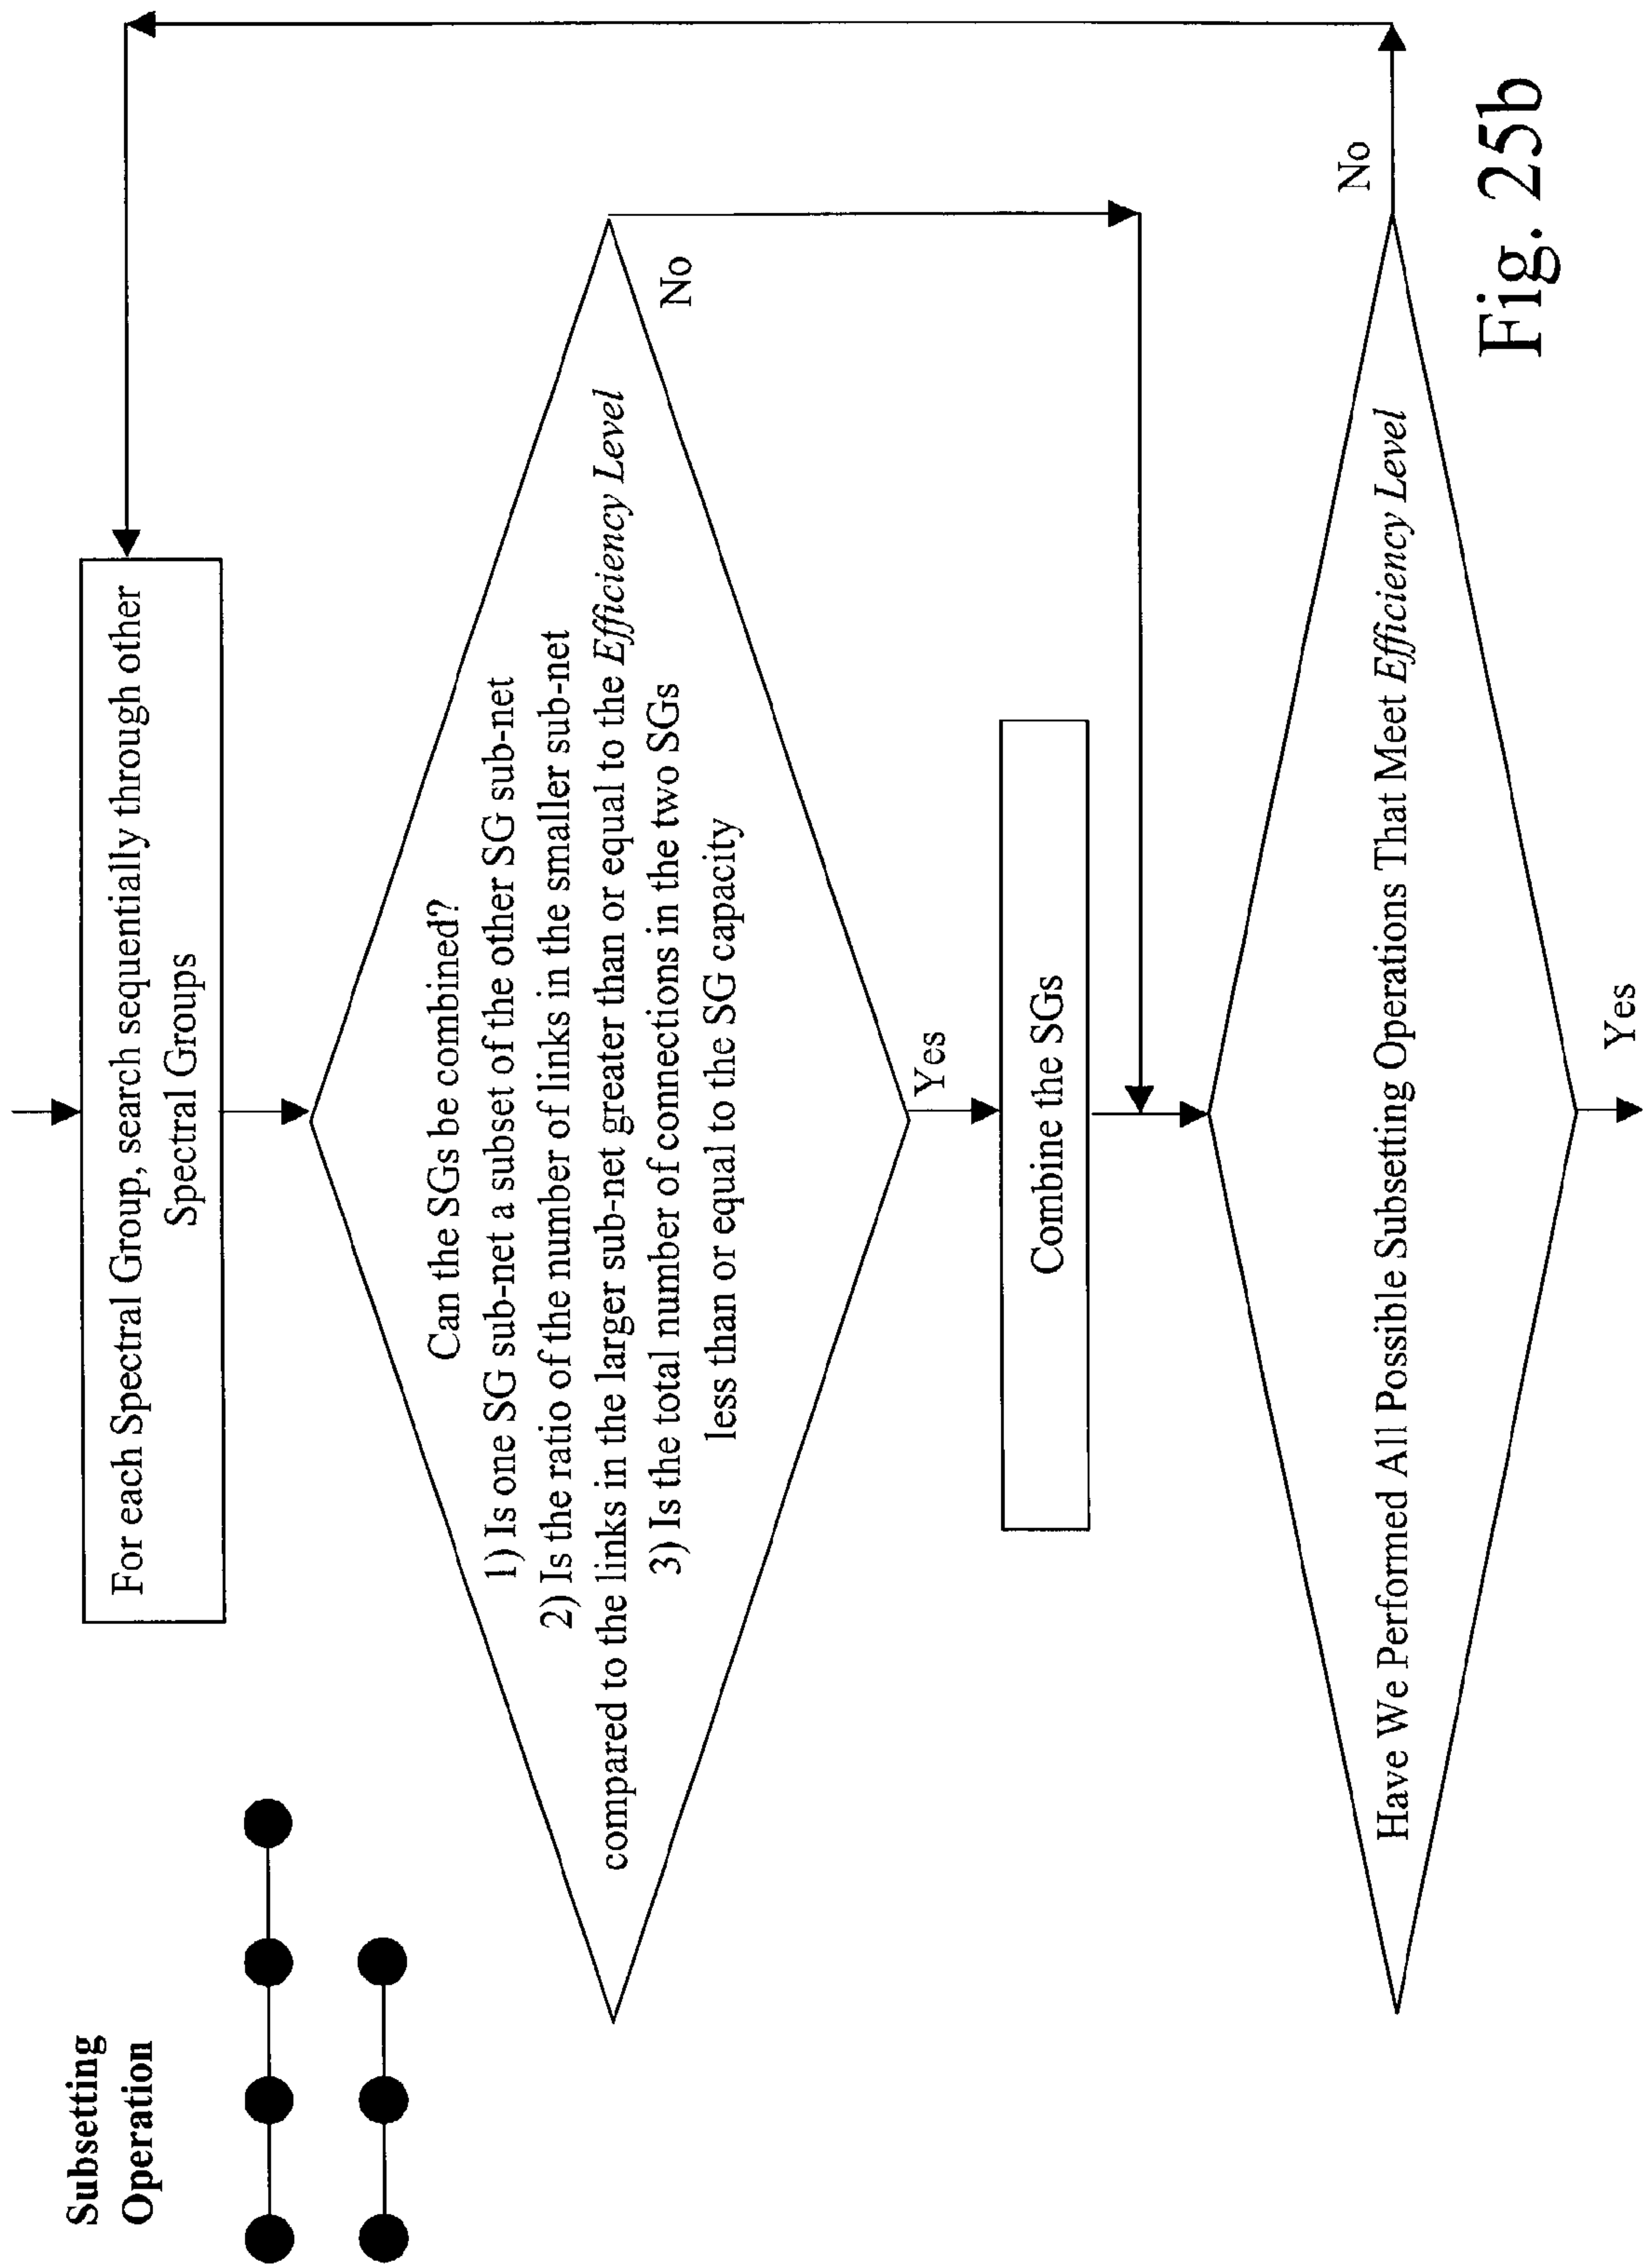 Subsetting
Operation
For each Spectral Group, search sequentially through other
Spectral Groups
Can the SGs be combined?
1) Is one SG sub-net a subset of the other SG sub-net
2) Is the ratio of the number of links in the smaller sub-net
compared to the links in the larger sub-net greater than or equal to the Efficiency Level
3) Is the total number of connections in the two SGs
less than or equal to the SG capacity
No
Yes
Combine the SGs
Have We Performed All Possible Subsetting Operations That Meet Efficiency Level
No
Yes
Fig. 25b